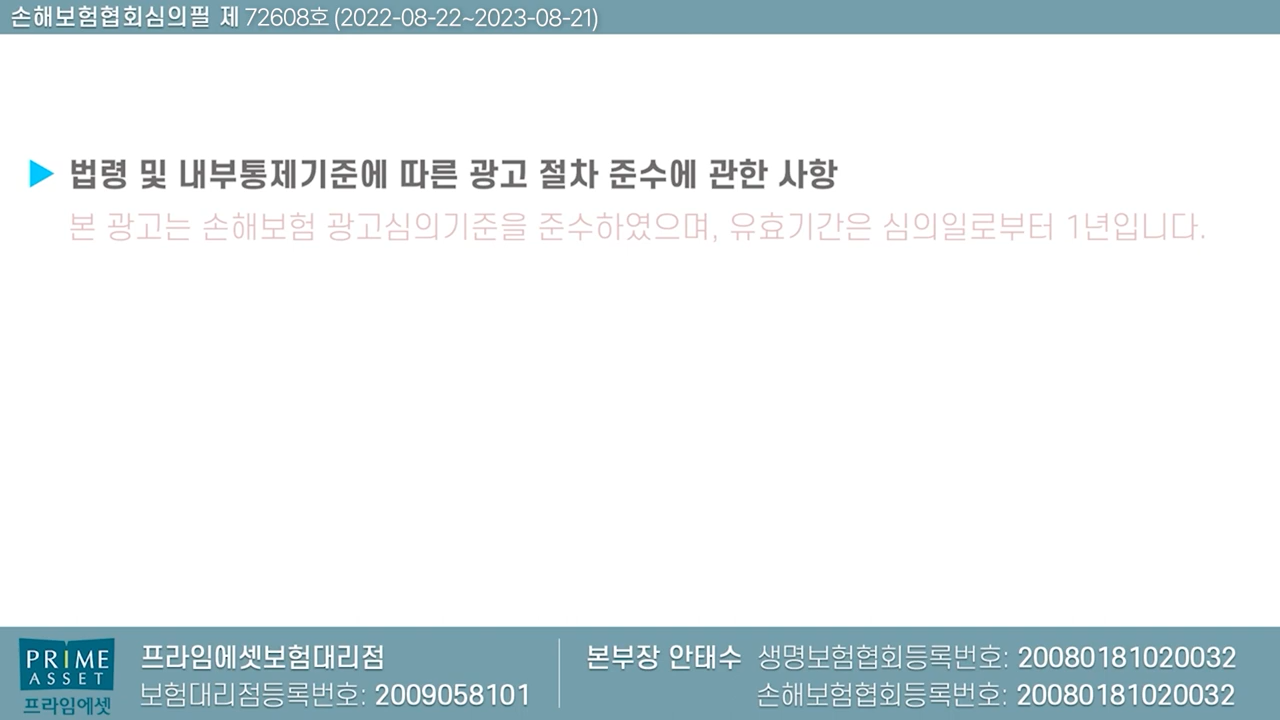 손해보험협회심의필 제 72608호 (2022-08-22~2023-08-21)
▶ 법령 및 내부통제기준에 따른 광고 절차 준수에 관한 사항
본 광고는 손해보험 광고심의기준을 준수하였으며, 유효기간은 심의일로부터 1년입니다.
PRIME
ASSET
프라임에셋
프라임에셋보험대리점
보험대리점등록번호: 2009058101
본부장 안태수 생명보험협회등록번호: 20080181020032
손해보험협회등록번호: 20080181020032